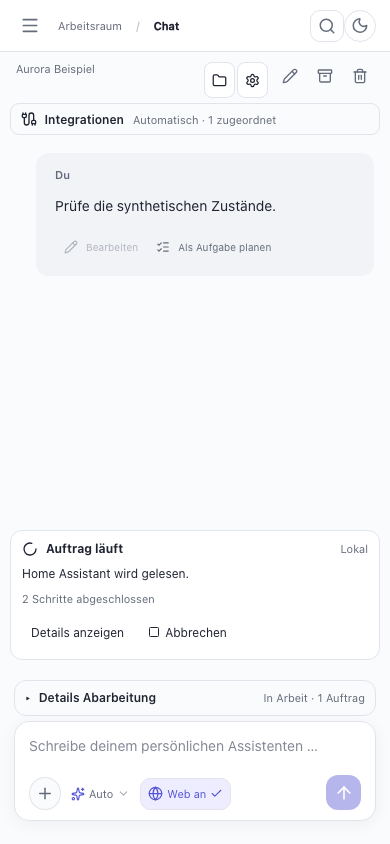 Arbeitsraum / Chat
Aurora Beispiel
Integrationen Automatisch · 1 zugeordnet
Du
Prüfe die synthetischen Zustände.
Bearbeiten Als Aufgabe planen
Auftrag läuft Lokal
Home Assistant wird gelesen.
2 Schritte abgeschlossen
Details anzeigen Abbrechen
Details Abarbeitung In Arbeit · 1 Auftrag
Schreibe deinem persönlichen Assistenten ...
Auto Web an